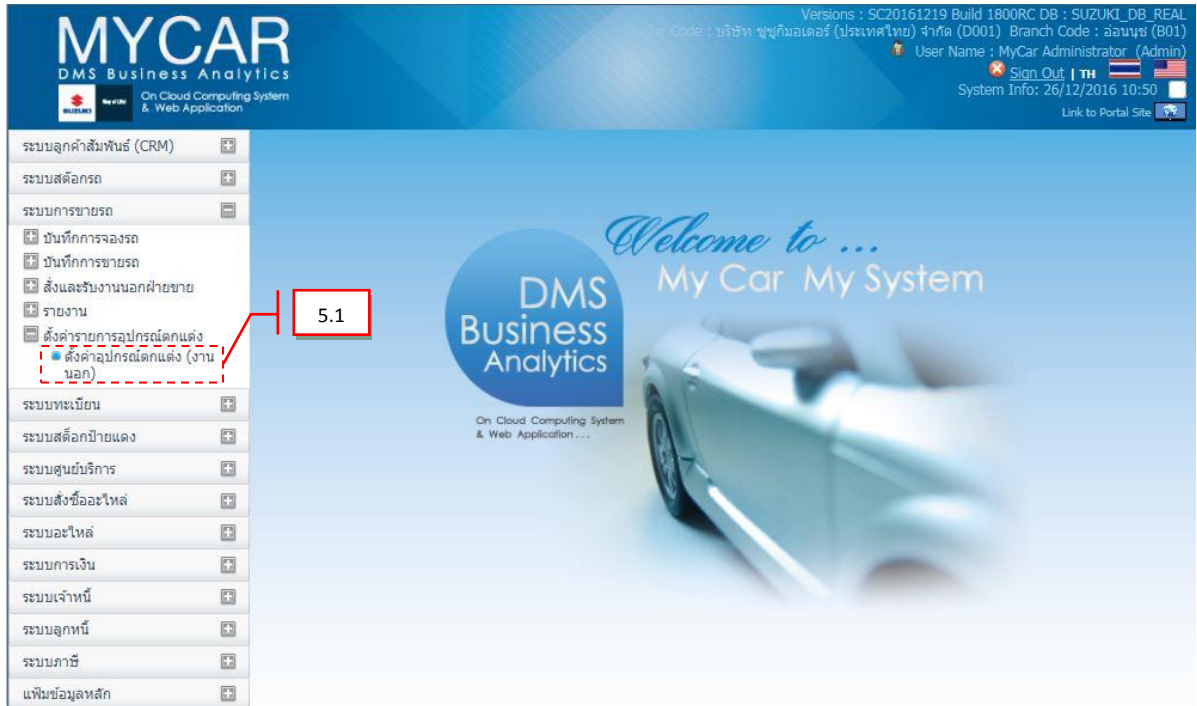 MYCAR
DMS Business Analytics
SUZUKI Way of Life! On Cloud Computing System
& Web Application
Versions : SC20161219 Build 1800RC DB : SUZUKI_DB_REAL
Code : บริษัท ซูซูกิมอเตอร์ (ประเทศไทย) จำกัด (D001) Branch Code : อ่อนนุช (B01)
User Name : MyCar Administrator (Admin)
Sign Out | TH
System Info: 26/12/2016 10:50
Link to Portal Site
ระบบลูกค้าสัมพันธ์ (CRM)
ระบบสต๊อกรถ
ระบบการขายรถ
บันทึกการจองรถ
บันทึกการขายรถ
สั่งและรับงานนอกฝ่ายขาย
รายงาน
ตั้งค่ารายการอุปกรณ์ตกแต่ง
ตั้งค่าอุปกรณ์ตกแต่ง (งาน
นอก)
5.1
ระบบทะเบียน
ระบบสต็อกป้ายแดง
ระบบศูนย์บริการ
ระบบสั่งซื้ออะไหล่
ระบบอะไหล่
ระบบการเงิน
ระบบเจ้าหนี้
ระบบลูกหนี้
ระบบภาษี
แฟ้มข้อมูลหลัก
Welcome to ...
My Car My System
DMS
Business
Analytics
On Cloud Computing System
& Web Application . . .